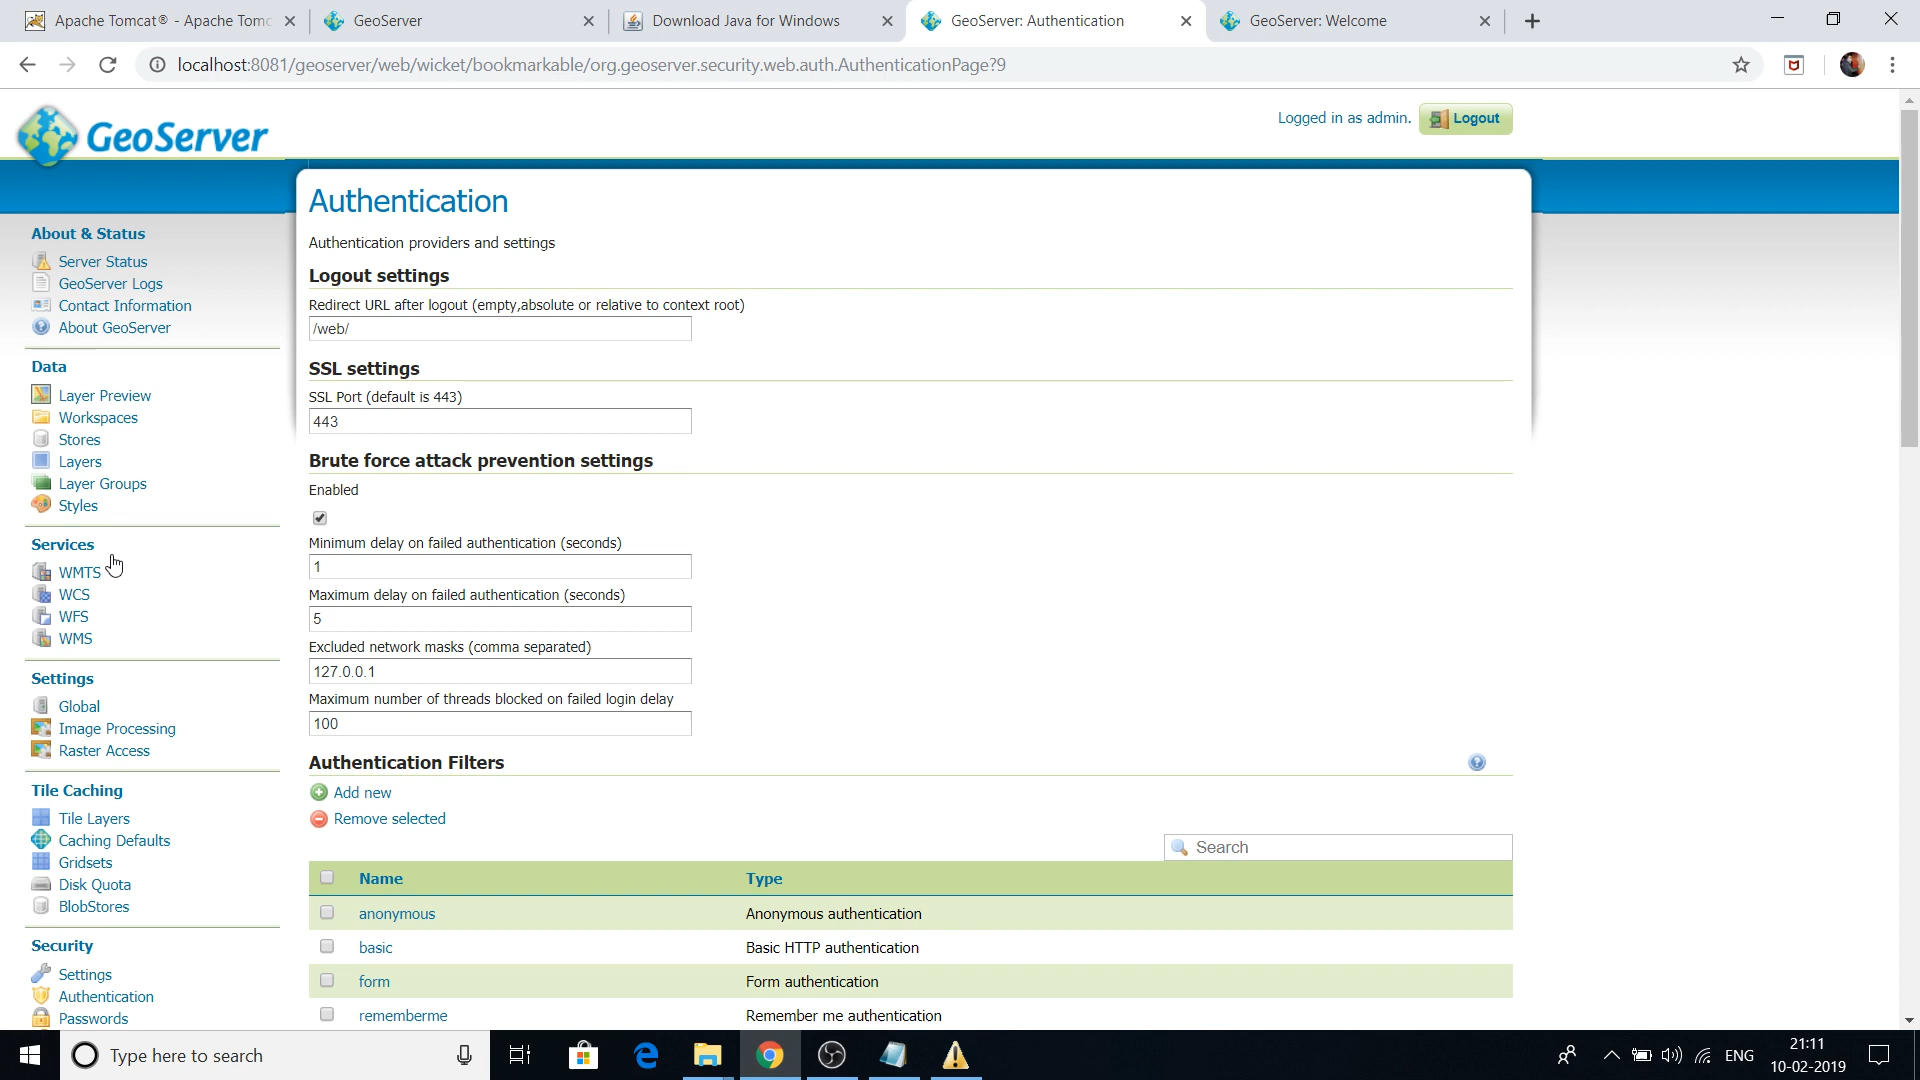 Apache Tomcat® - Apache Tomc
GeoServer
Download Java for Windows
GeoServer: Authentication
GeoServer: Welcome
localhost:8081/geoserver/web/wicket/bookmarkable/org.geoserver.security.web.auth.AuthenticationPage?9
GeoServer
Logged in as admin.
Logout
About & Status
Server Status
GeoServer Logs
Contact Information
About GeoServer
Data
Layer Preview
Workspaces
Stores
Layers
Layer Groups
Styles
Services
WMTS
WCS
WFS
WMS
Settings
Global
Image Processing
Raster Access
Tile Caching
Tile Layers
Caching Defaults
Gridsets
Disk Quota
BlobStores
Security
Settings
Authentication
Passwords
Authentication
Authentication providers and settings
Logout settings
Redirect URL after logout (empty,absolute or relative to context root)
/web/
SSL settings
SSL Port (default is 443)
443
Brute force attack prevention settings
Enabled
Minimum delay on failed authentication (seconds)
1
Maximum delay on failed authentication (seconds)
5
Excluded network masks (comma separated)
127.0.0.1
Maximum number of threads blocked on failed login delay
100
Authentication Filters
Add new
Remove selected
Search
Name Type
anonymous Anonymous authentication
basic Basic HTTP authentication
form Form authentication
rememberme Remember me authentication
Type here to search
ENG
21:11
10-02-2019